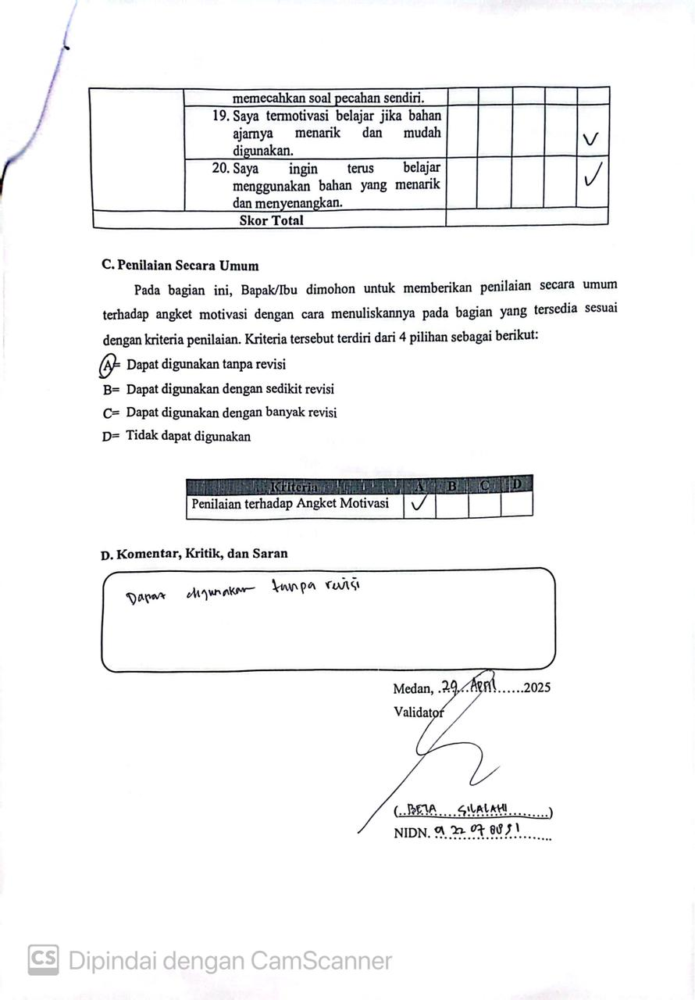 memecahkan soal pecahan sendiri.
19. Saya termotivasi belajar jika bahan
ajarnya menarik dan mudah
digunakan.
20. Saya ingin terus belajar
menggunakan bahan yang menarik
dan menyenangkan.
Skor Total
C. Penilaian Secara Umum
Pada bagian ini, Bapak/Ibu dimohon untuk memberikan penilaian secara umum
terhadap angket motivasi dengan cara menuliskannya pada bagian yang tersedia sesuai
dengan kriteria penilaian. Kriteria tersebut terdiri dari 4 pilihan sebagai berikut:
A= Dapat digunakan tanpa revisi
B= Dapat digunakan dengan sedikit revisi
C= Dapat digunakan dengan banyak revisi
D= Tidak dapat digunakan
Kriteria A B C D
Penilaian terhadap Angket Motivasi ✓
D. Komentar, Kritik, dan Saran
Dapat digunakan tanpa revisi
Medan, .29...April......2025
Validator
(..BETA....SILALAHI.........)
NIDN.
CS Dipindai dengan CamScanner